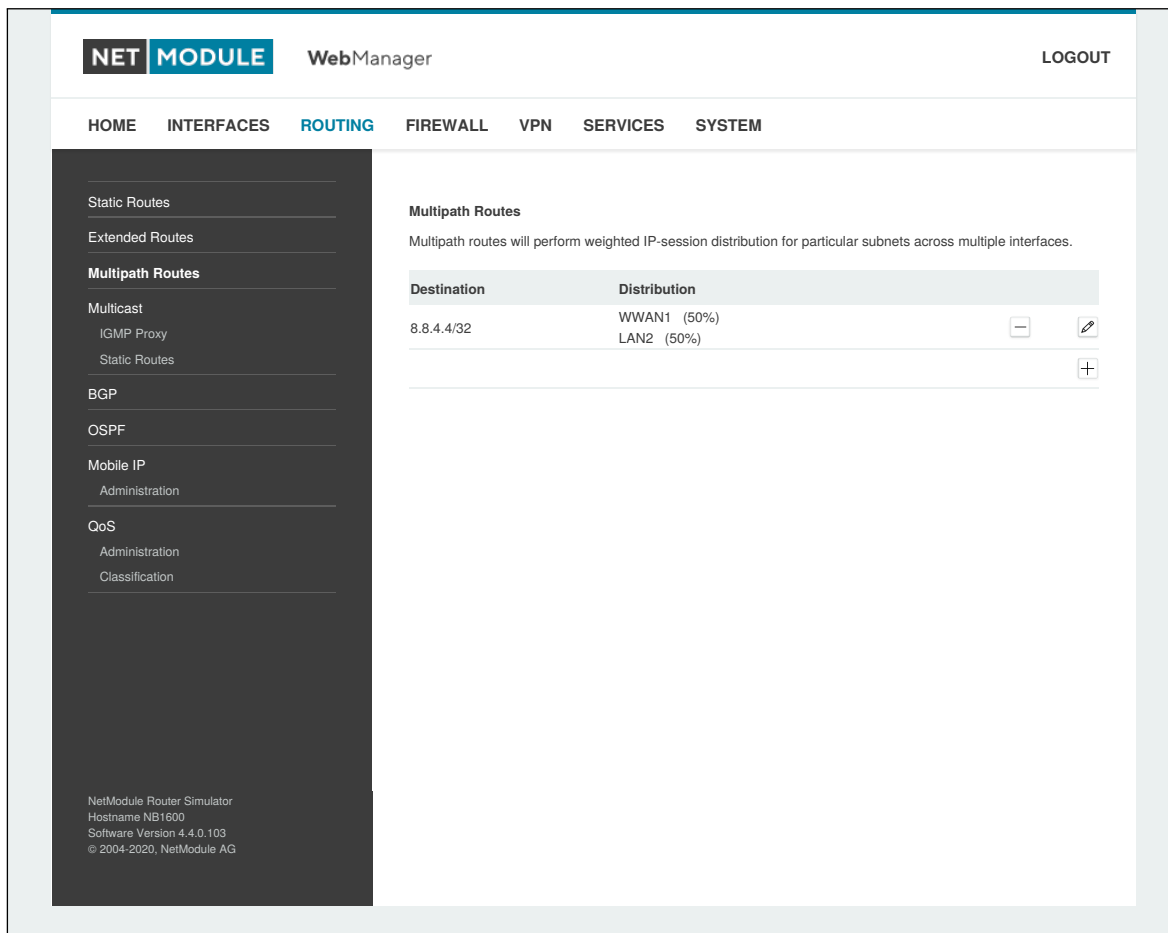 NET MODULE WebManager LOGOUT
HOME INTERFACES ROUTING FIREWALL VPN SERVICES SYSTEM
Static Routes
Extended Routes
Multipath Routes
Multicast
IGMP Proxy
Static Routes
BGP
OSPF
Mobile IP
Administration
QoS
Administration
Classification
NetModule Router Simulator
Hostname NB1600
Software Version 4.4.0.103
© 2004-2020, NetModule AG
Multipath Routes
Multipath routes will perform weighted IP-session distribution for particular subnets across multiple interfaces.
Destination Distribution
8.8.4.4/32 WWAN1 (50%)
LAN2 (50%)